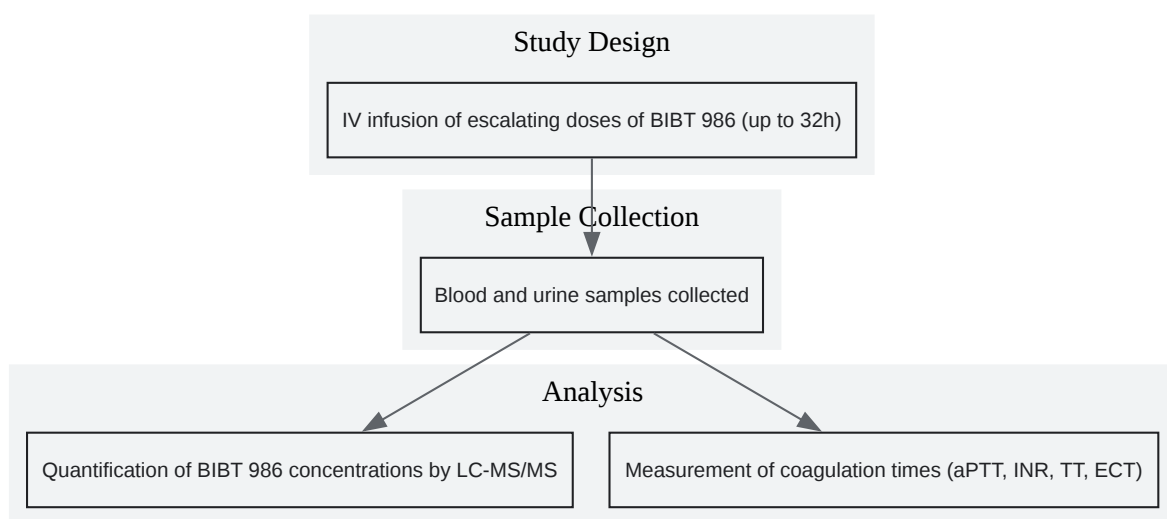 Study Design
IV infusion of escalating doses of BIBT 986 (up to 32h)
Sample Collection
Blood and urine samples collected
Analysis
Quantification of BIBT 986 concentrations by LC-MS/MS
Measurement of coagulation times (aPTT, INR, TT, ECT)